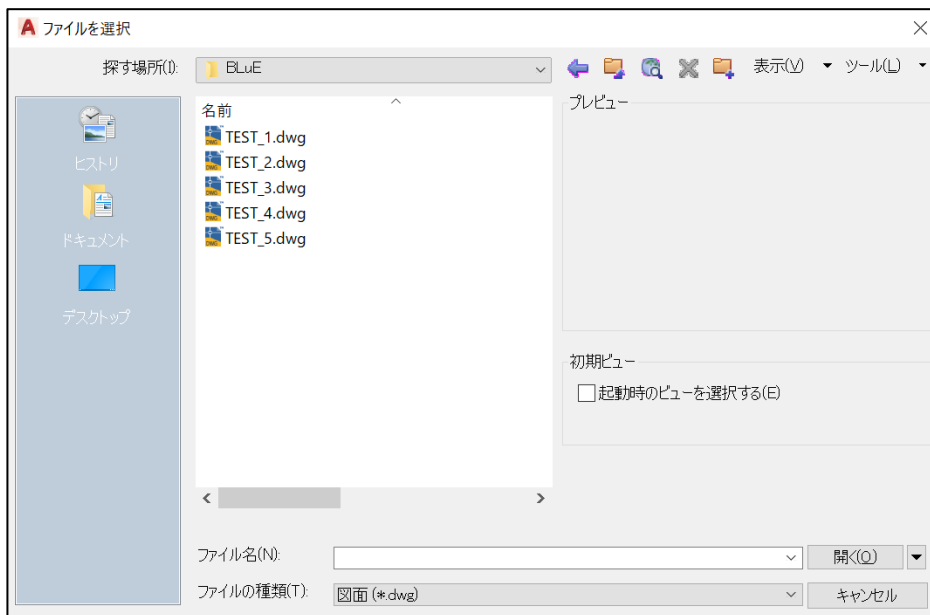 ファイルを選択
探す場所(I): BLuE 表示(V) ツール(L)
ヒストリ
ドキュメント
デスクトップ
名前
TEST_1.dwg
TEST_2.dwg
TEST_3.dwg
TEST_4.dwg
TEST_5.dwg
プレビュー
初期ビュー
起動時のビューを選択する(E)
ファイル名(N): 開く(O)
ファイルの種類(T): 図面 (*.dwg) キャンセル